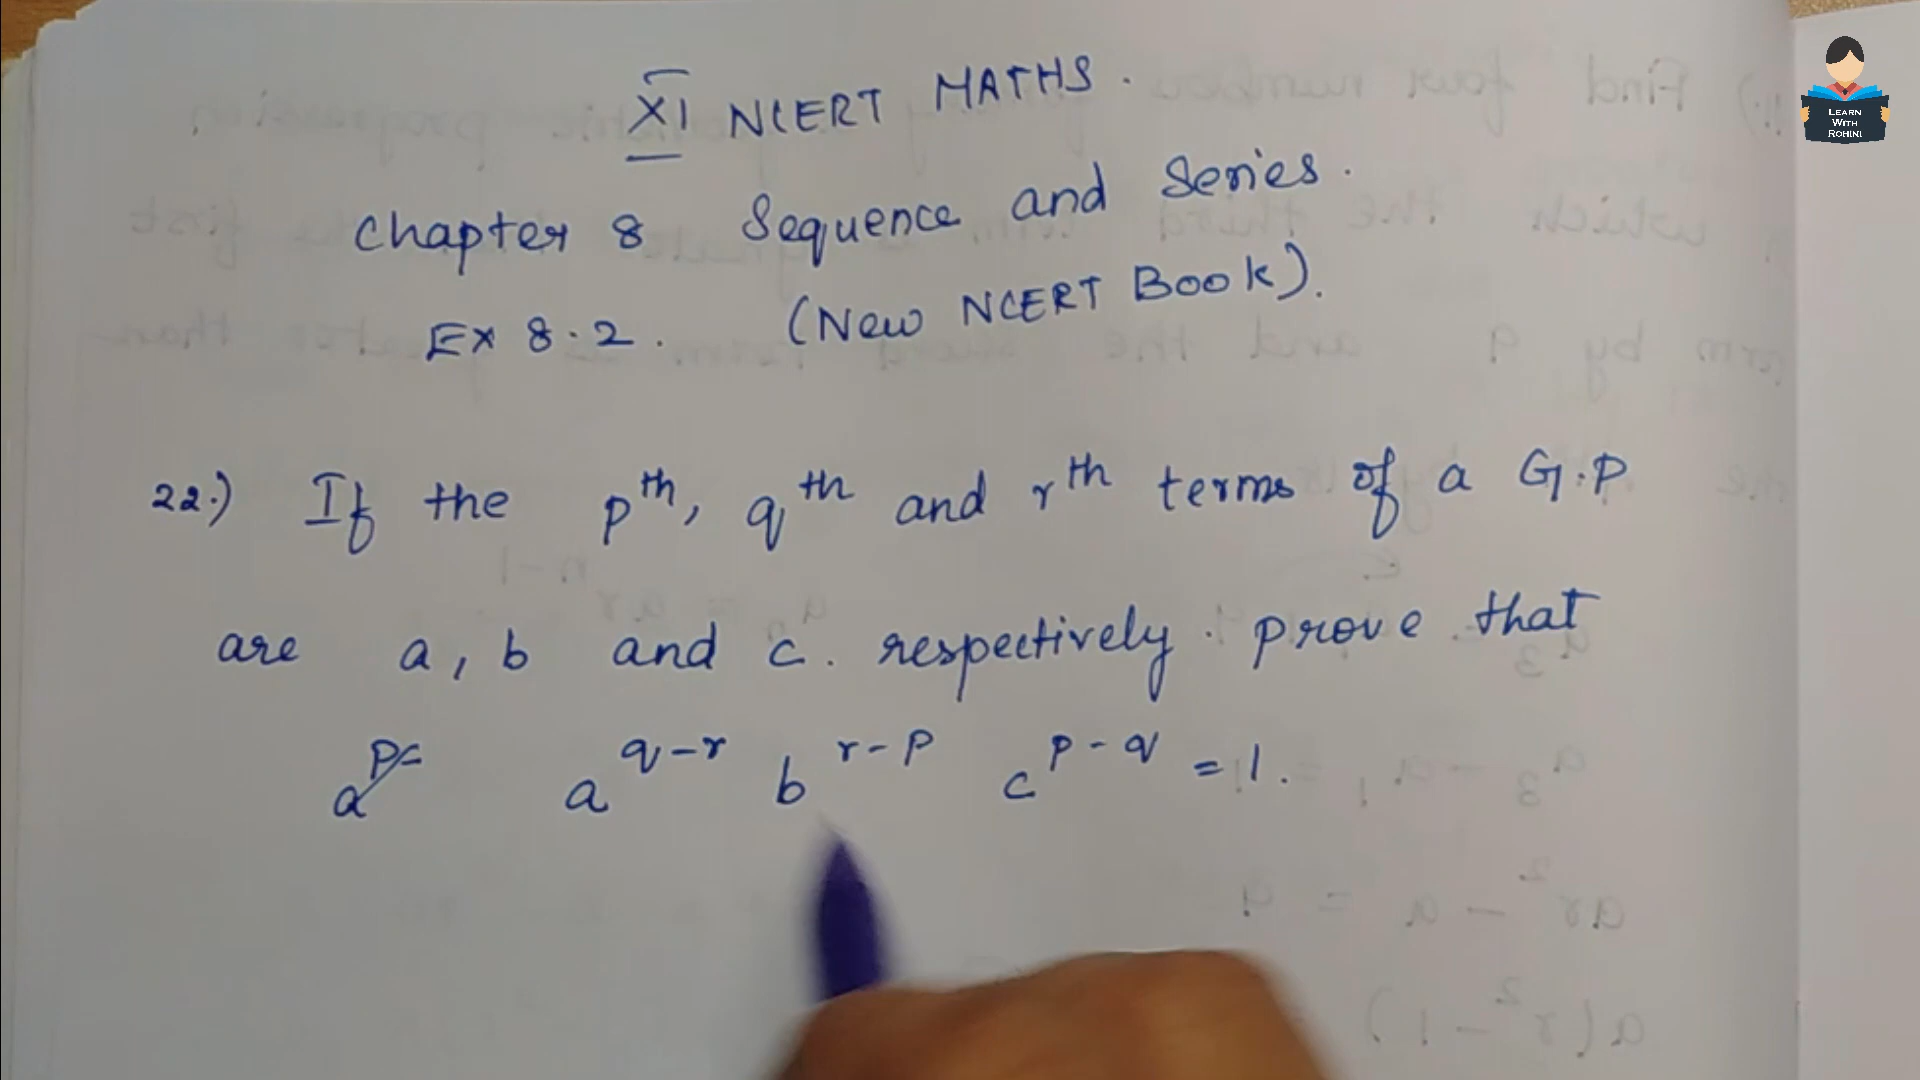 XI NCERT MATHS.
Chapter 8 Sequence and Series.
Ex 8.2. (New NCERT Book).
22.) If the pth, qth and rth terms of a G.P
are a, b and c. respectively. prove that
a^(q-r) b^(r-p) c^(p-q) = 1.
LEARN
WITH
ROHINI